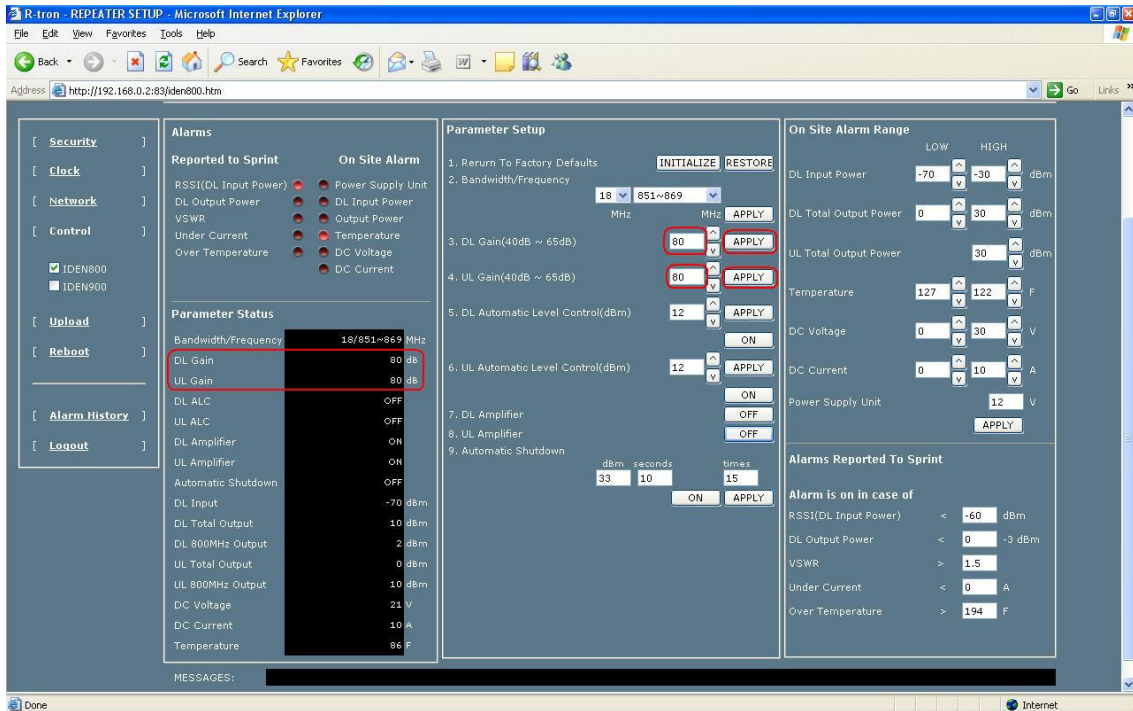 R-tron - REPEATER SETUP - Microsoft Internet Explorer
File Edit View Favorites Tools Help
Back Search Favorites
Address http://192.168.0.2:83/iden800.htm Go Links »
[ Security ]
[ Clock ]
[ Network ]
[ Control ]
IDEN800
IDEN900
[ Upload ]
[ Reboot ]
[ Alarm History ]
[ Logout ]
Alarms
Reported to Sprint On Site Alarm
RSSI(DL Input Power) Power Supply Unit
DL Output Power DL Input Power
VSWR Output Power
Under Current Temperature
Over Temperature DC Voltage
DC Current
Parameter Status
Bandwidth/Frequency 18/851~869 MHz
DL Gain 80 dB
UL Gain 80 dB
DL ALC OFF
UL ALC OFF
DL Amplifier ON
UL Amplifier ON
Automatic Shutdown OFF
DL Input -70 dBm
DL Total Output 10 dBm
DL 800MHz Output 2 dBm
UL Total Output 0 dBm
UL 800MHz Output 10 dBm
DC Voltage 21 V
DC Current 10 A
Temperature 86 F
Parameter Setup
1. Rerurn To Factory Defaults INITIALIZE RESTORE
2. Bandwidth/Frequency
18 851~869
MHz MHz APPLY
3. DL Gain(40dB ~ 65dB) 80 ^ v APPLY
4. UL Gain(40dB ~ 65dB) 80 ^ v APPLY
5. DL Automatic Level Control(dBm) 12 ^ v APPLY
ON
6. UL Automatic Level Control(dBm) 12 ^ v APPLY
ON
7. DL Amplifier OFF
8. UL Amplifier OFF
9. Automatic Shutdown
dBm seconds times
33 10 15
ON APPLY
On Site Alarm Range
LOW HIGH
DL Input Power -70 ^ v -30 ^ v dBm
DL Total Output Power 0 ^ v 30 ^ v dBm
UL Total Output Power 30 ^ v dBm
Temperature 127 ^ v 122 ^ v F
DC Voltage 0 ^ v 30 ^ v V
DC Current 0 ^ v 10 ^ v A
Power Supply Unit 12 V
APPLY
Alarms Reported To Sprint
Alarm is on in case of
RSSI(DL Input Power) < -60 dBm
DL Output Power < 0 -3 dBm
VSWR > 1.5
Under Current < 0 A
Over Temperature > 194 F
MESSAGES:
Done Internet